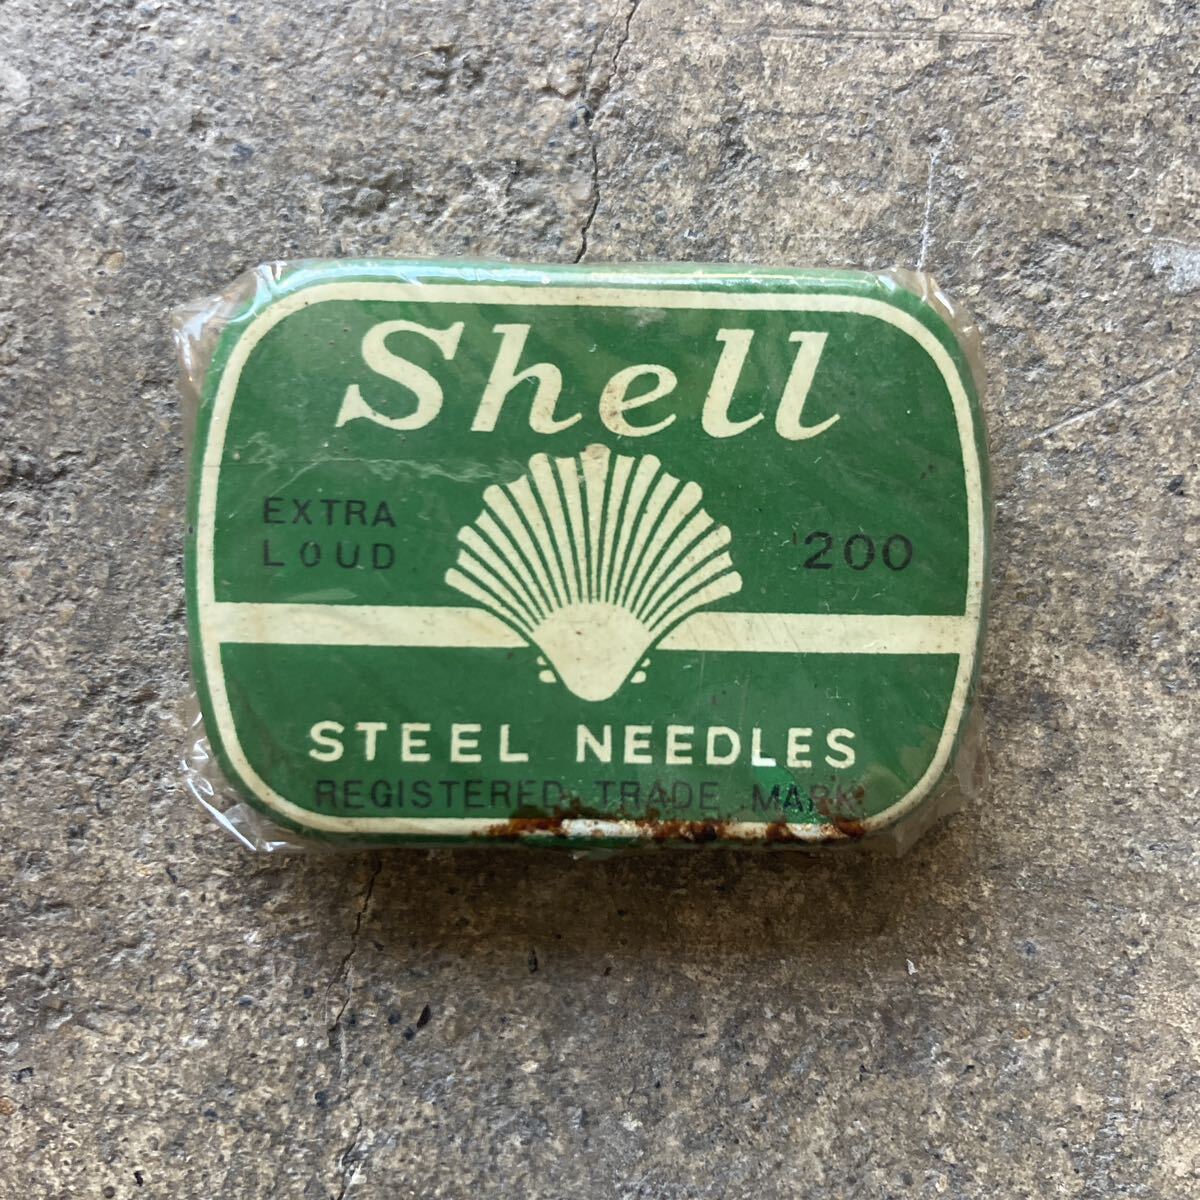 Shell
EXTRA
LOUD
200
STEEL NEEDLES
REGISTERED TRADE MARK